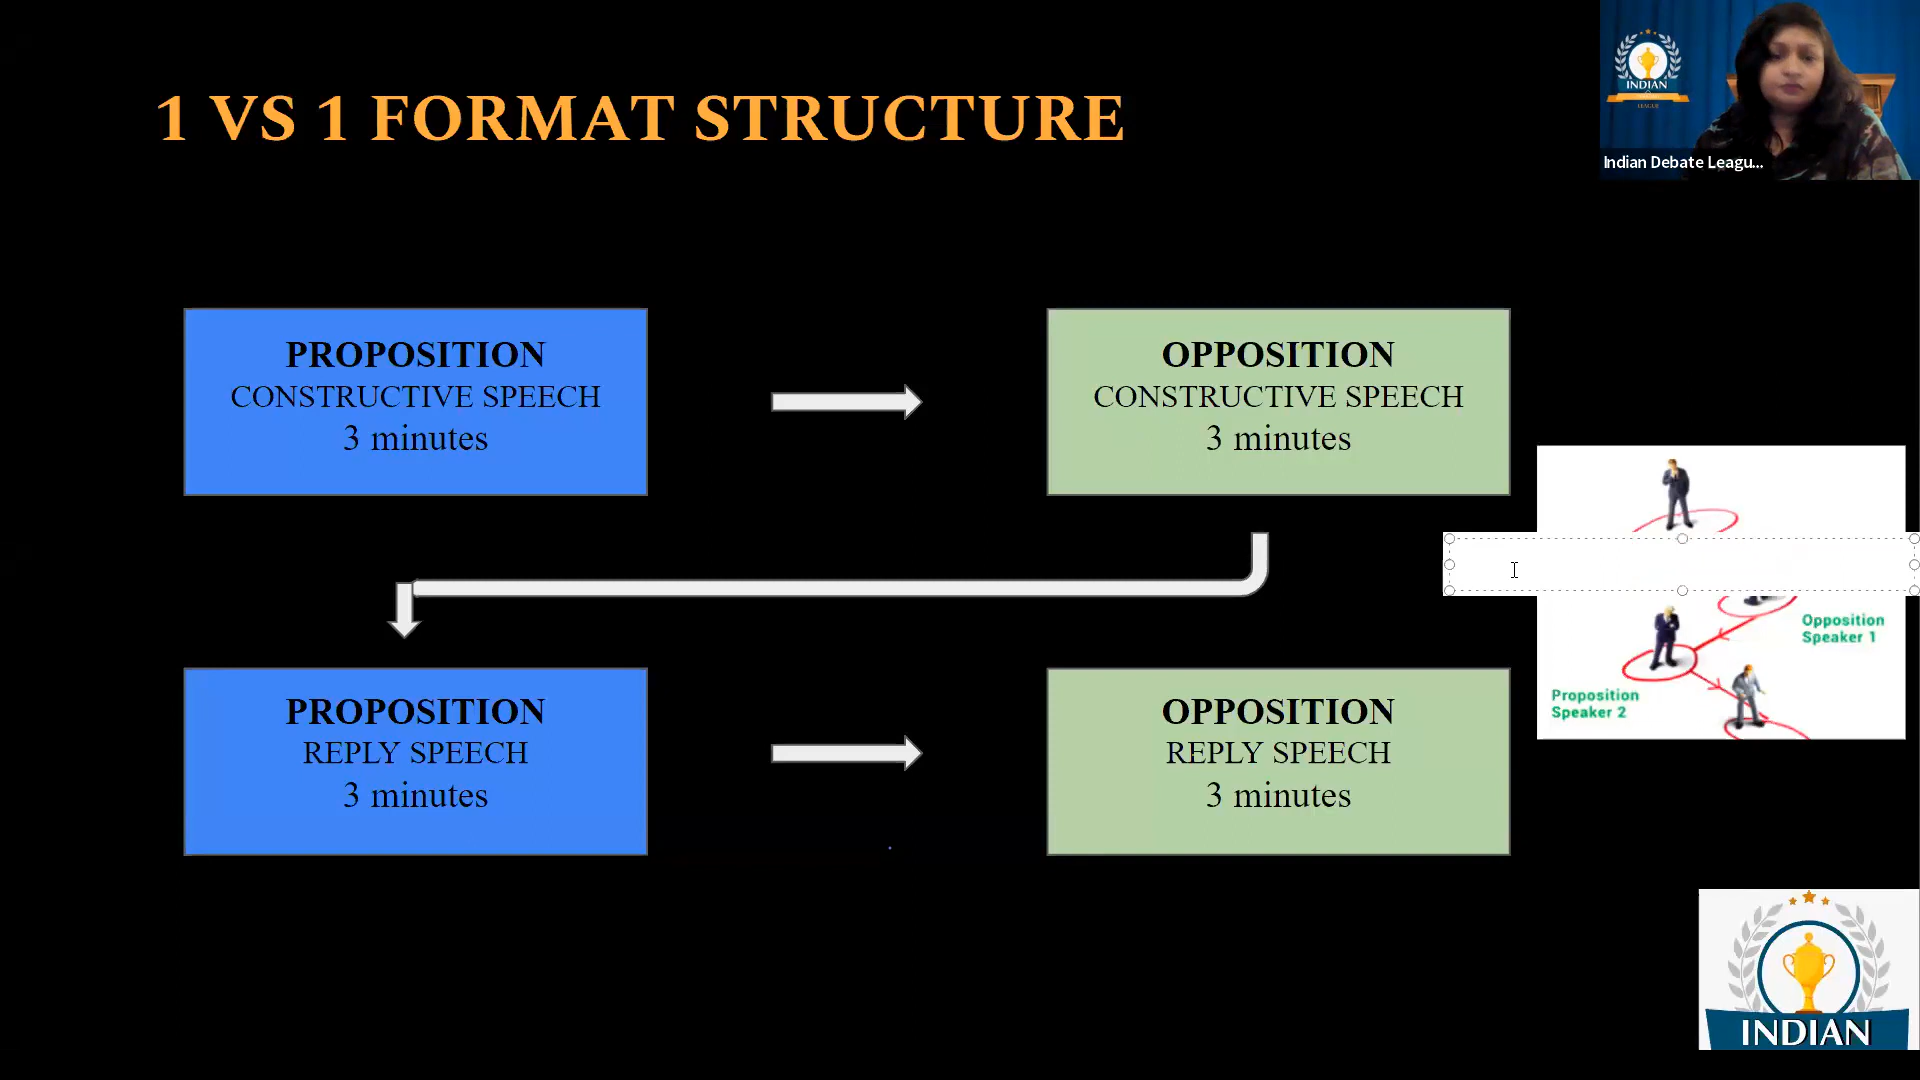 1 VS 1 FORMAT STRUCTURE
INDIAN
LEAGUE
Indian Debate Leagu...
PROPOSITION
CONSTRUCTIVE SPEECH
3 minutes
OPPOSITION
CONSTRUCTIVE SPEECH
3 minutes
Opposition
Speaker 1
Proposition
Speaker 2
PROPOSITION
REPLY SPEECH
3 minutes
OPPOSITION
REPLY SPEECH
3 minutes
INDIAN